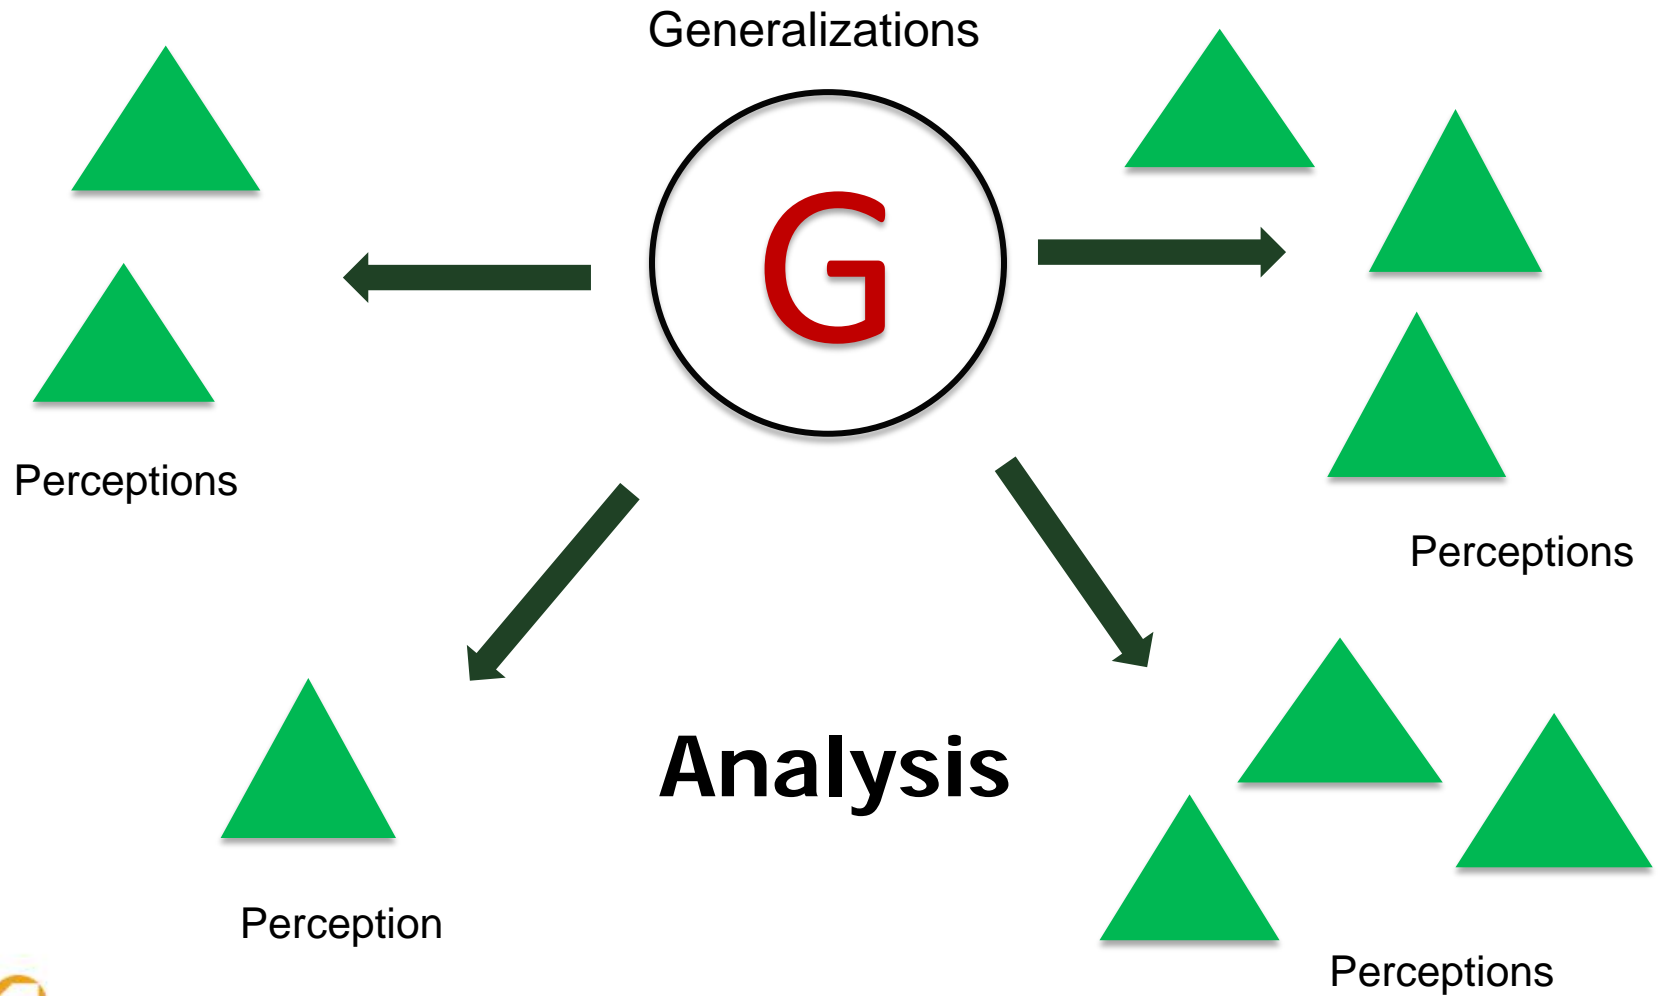 Generalizations
G
Perceptions
Perceptions
Analysis
Perception
Perceptions